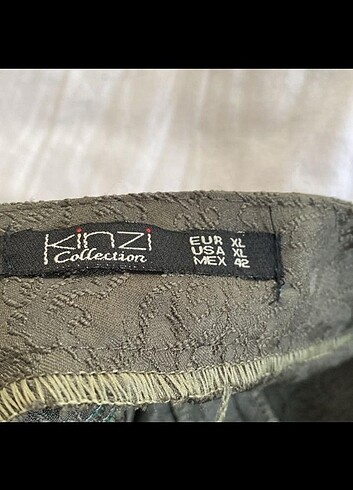 Kinzi
Collection
EUR XL
USA XL
MEX 42